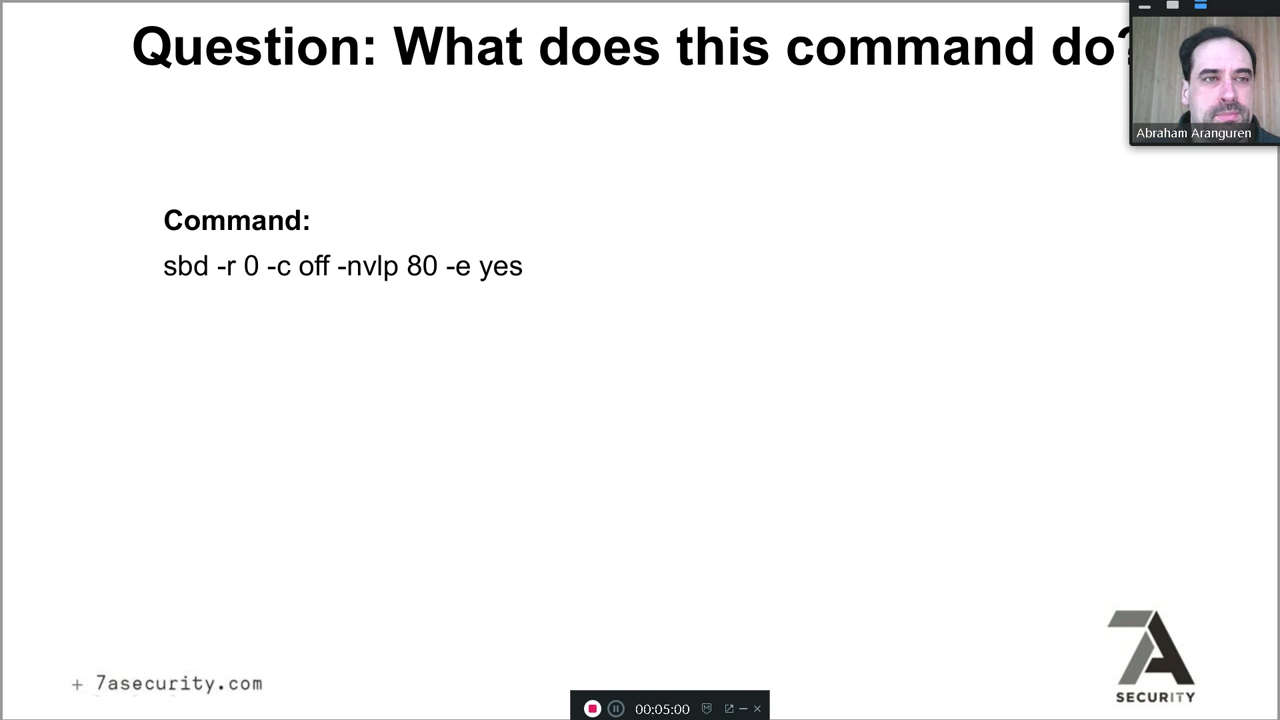 Question: What does this command do?
Abraham Aranguren
Command:
sbd -r 0 -c off -nvlp 80 -e yes
+ 7asecurity.com
7A
SECURITY
00:05:00